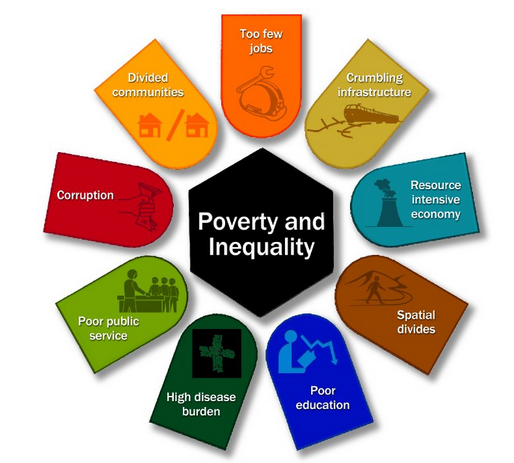 Too few
jobs
Crumbling
infrastructure
Resource
intensive
economy
Spatial
divides
Poor
education
High disease
burden
Poor public
service
Corruption
Divided
communities
Poverty and
Inequality